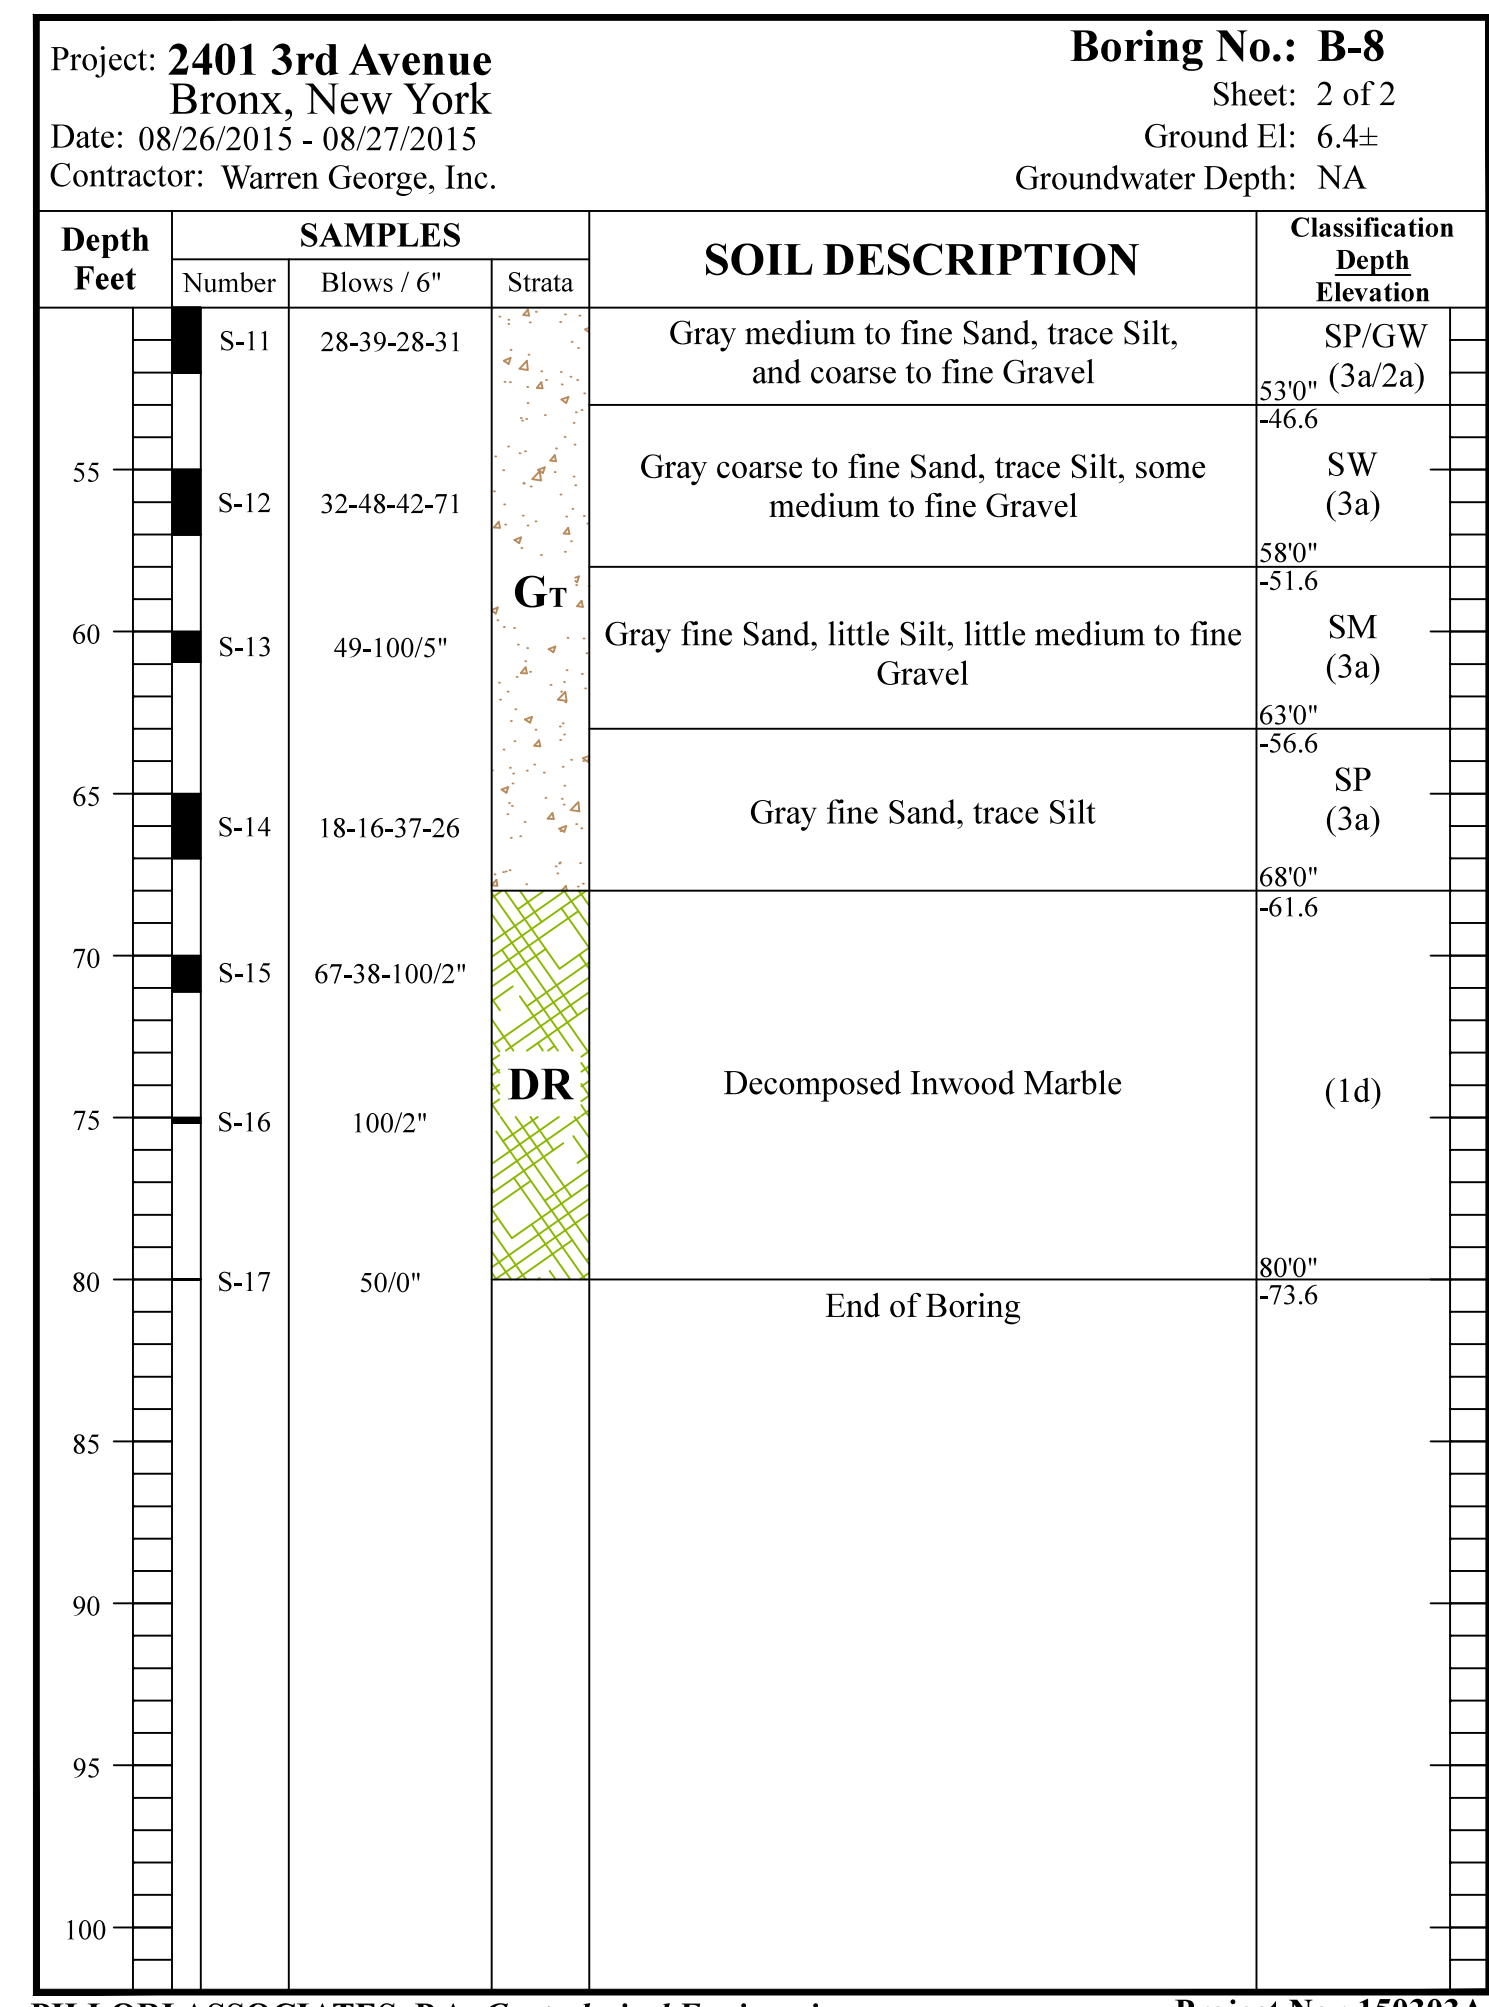 Project: 2401 3rd Avenue
Bronx, New York
Date: 08/26/2015 - 08/27/2015
Contractor: Warren George, Inc.
Boring No.: B-8
Sheet: 2 of 2
Ground El: 6.4±
Groundwater Depth: NA
Depth
Feet
SAMPLES
Number
Blows / 6"
Strata
SOIL DESCRIPTION
Classification
Depth
Elevation
S-11 28-39-28-31
Gray medium to fine Sand, trace Silt,
and coarse to fine Gravel
SP/GW
(3a/2a)
53'0"
-46.6
55
S-12 32-48-42-71
Gray coarse to fine Sand, trace Silt, some
medium to fine Gravel
SW
(3a)
58'0"
-51.6
GT
60
S-13 49-100/5"
Gray fine Sand, little Silt, little medium to fine
Gravel
SM
(3a)
63'0"
-56.6
65
S-14 18-16-37-26
Gray fine Sand, trace Silt
SP
(3a)
68'0"
-61.6
70
S-15 67-38-100/2"
DR
Decomposed Inwood Marble
(1d)
75
S-16 100/2"
80
S-17 50/0"
80'0"
-73.6
End of Boring
85
90
95
100